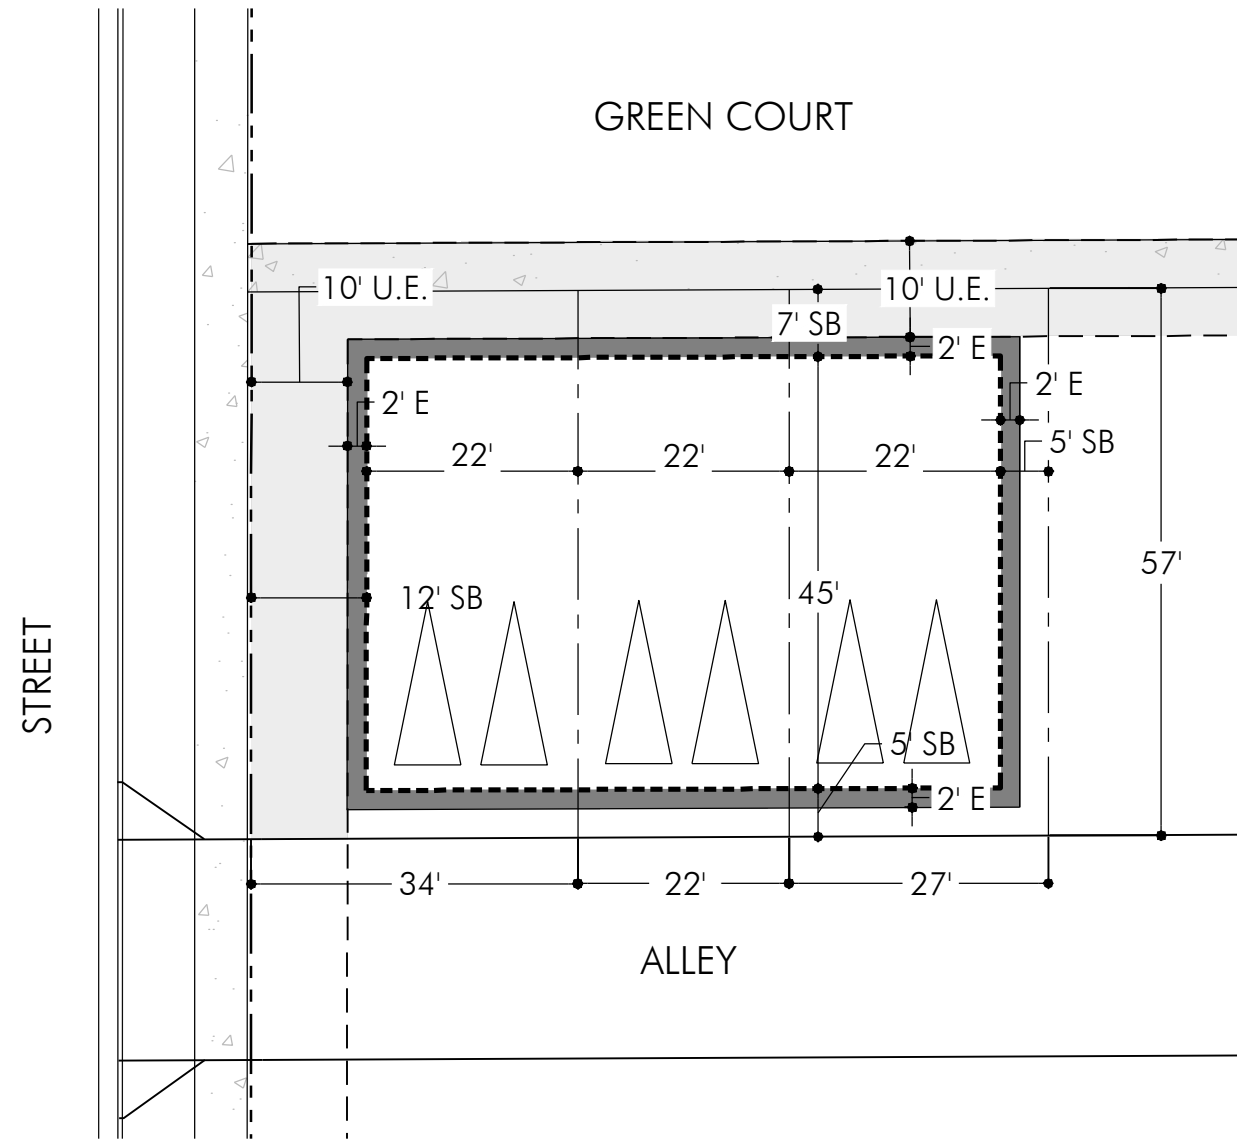 GREEN COURT
10' U.E.
10' U.E.
7' SB
2' E
2' E
2' E
5' SB
22'
22'
22'
57'
12' SB
45'
STREET
5' SB
2' E
34'
22'
27'
ALLEY